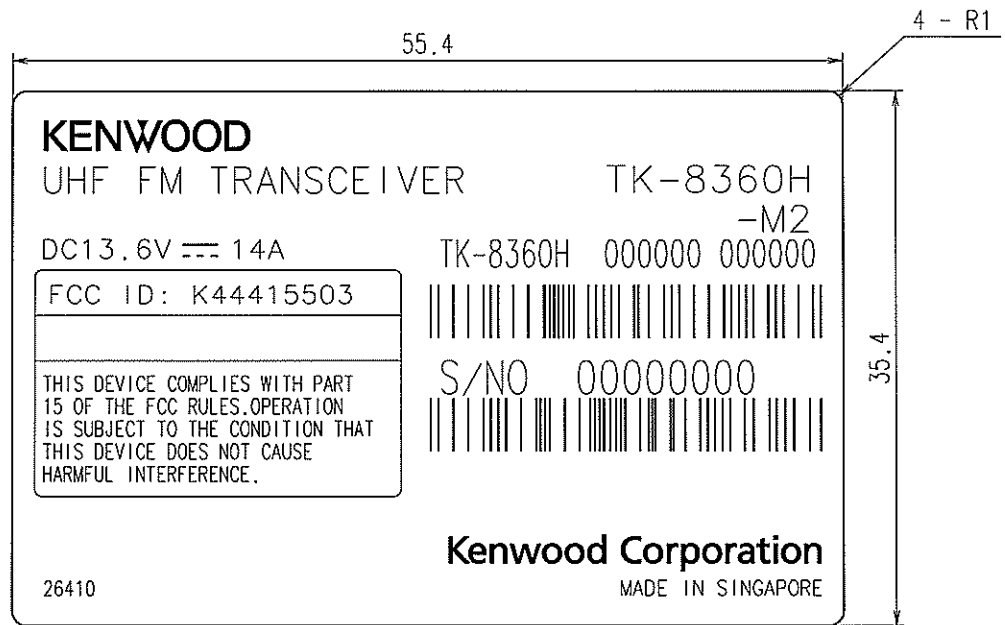 4 - R1
55.4
KENWOOD
UHF FM TRANSCEIVER TK-8360H
-M2
DC13.6V 14A
TK-8360H 000000 000000
FCC ID: K44415503
S/NO 00000000
THIS DEVICE COMPLIES WITH PART
15 OF THE FCC RULES.OPERATION
IS SUBJECT TO THE CONDITION THAT
THIS DEVICE DOES NOT CAUSE
HARMFUL INTERFERENCE.
35.4
Kenwood Corporation
26410
MADE IN SINGAPORE